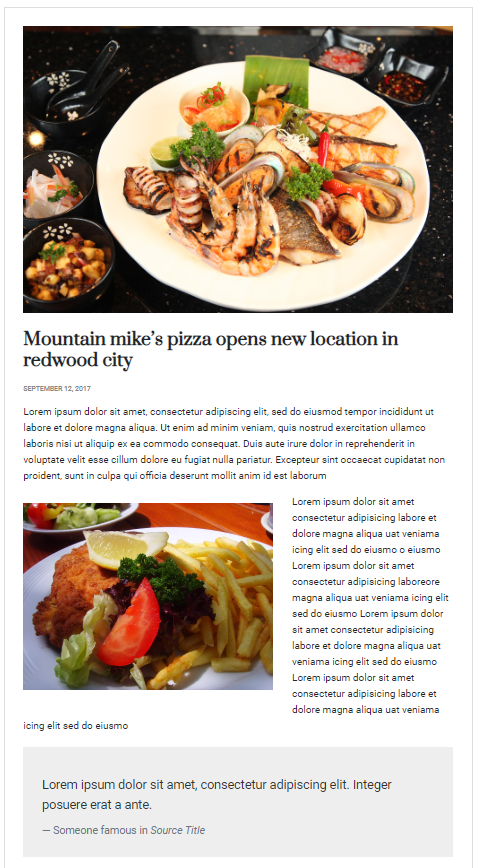 Mountain mike's pizza opens new location in
redwood city
SEPTEMBER 12, 2017
Lorem ipsum dolor sit amet, consectetur adipiscing elit, sed do eiusmod tempor incididunt ut
labore et dolore magna aliqua. Ut enim ad minim veniam, quis nostrud exercitation ullamco
laboris nisi ut aliquip ex ea commodo consequat. Duis aute irure dolor in reprehenderit in
voluptate velit esse cillum dolore eu fugiat nulla pariatur. Excepteur sint occaecat cupidatat non
proident, sunt in culpa qui officia deserunt mollit anim id est laborum
Lorem ipsum dolor sit amet
consectetur adipisicing labore et
dolore magna aliqua uat veniama
icing elit sed do eiusmo o eiusmo
Lorem ipsum dolor sit amet
consectetur adipisicing laboreore
magna aliqua uat veniama icing elit
sed do eiusmo Lorem ipsum dolor
sit amet consectetur adipisicing
labore et dolore magna aliqua uat
veniama icing elit sed do eiusmo
Lorem ipsum dolor sit amet
consectetur adipisicing labore et
dolore magna aliqua uat veniama
icing elit sed do eiusmo
Lorem ipsum dolor sit amet, consectetur adipiscing elit. Integer
posuere erat a ante.
— Someone famous in Source Title